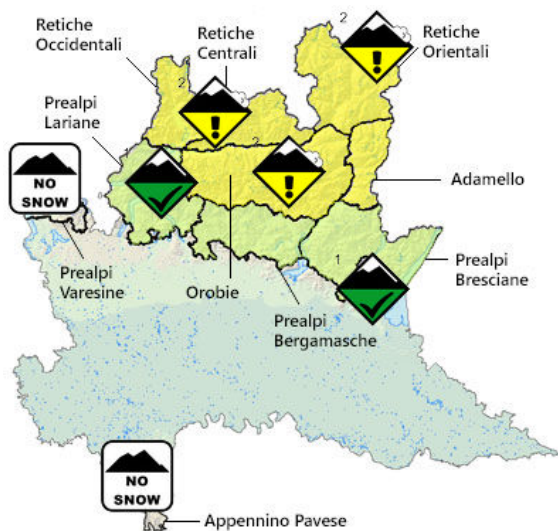 2
Retiche
Occidentali
Retiche
Centrali
2
Retiche
Orientali
2
Prealpi
Lariane
!
!
!
2
NO
SNOW
Adamello
Prealpi
Varesine
Orobie
1
Prealpi
Bresciane
Prealpi
Bergamasche
NO
SNOW
Appennino Pavese